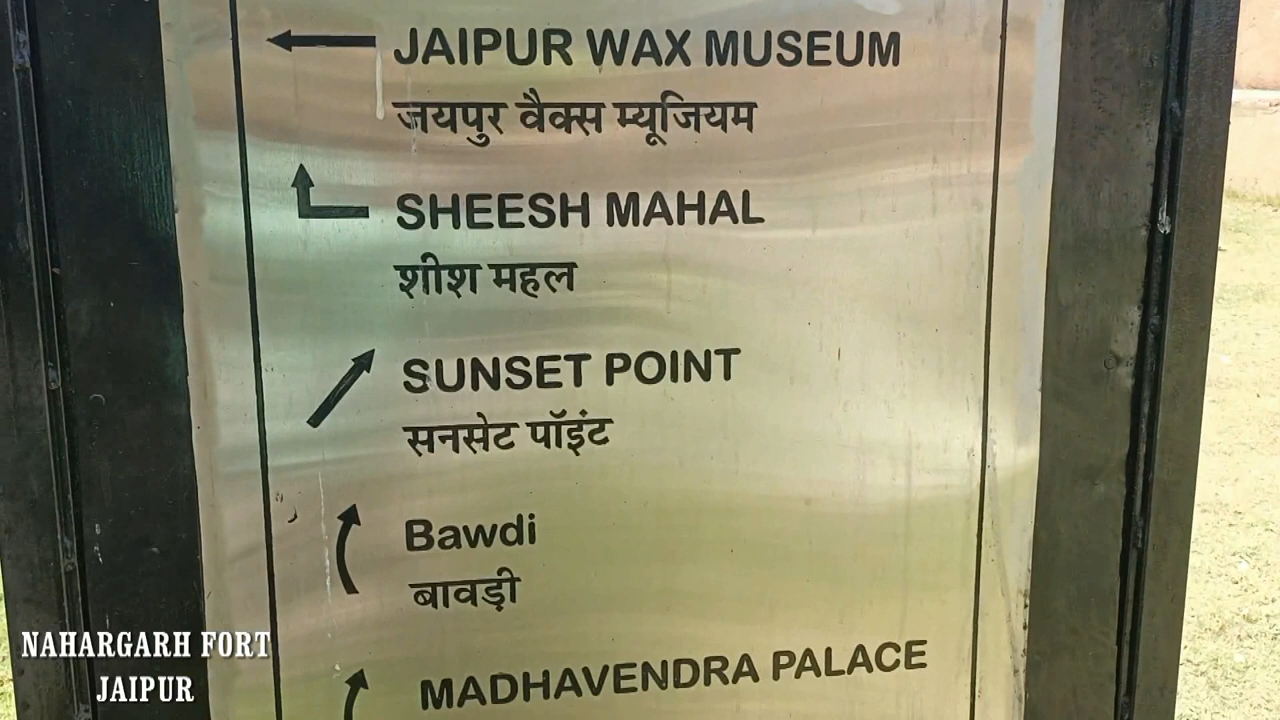 JAIPUR WAX MUSEUM
जयपुर वैक्स म्यूजियम
SHEESH MAHAL
शीश महल
SUNSET POINT
सनसेट पॉइंट
Bawdi
बावड़ी
MADHAVENDRA PALACE
NAHARGARH FORT
JAIPUR